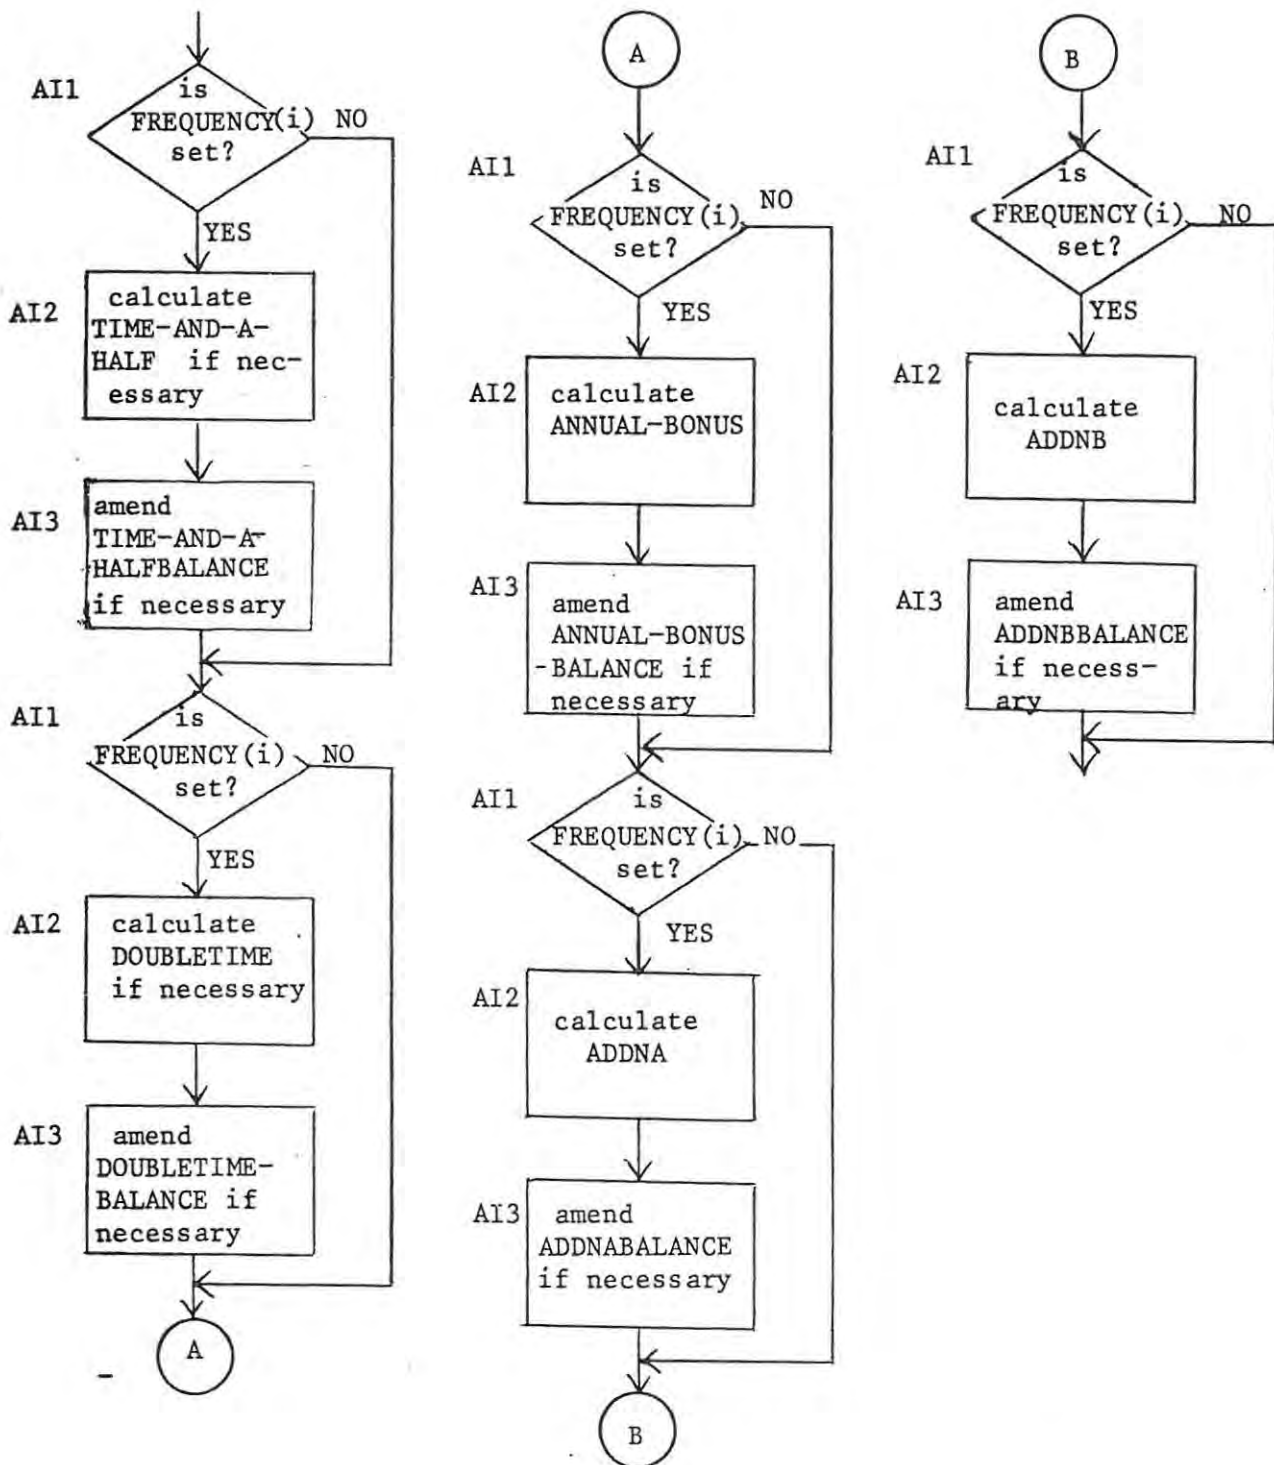 AI1
is
FREQUENCY(i)
set?
NO
YES
AI2
calculate
TIME-AND-A-
HALF if nec-
essary
AI3
amend
TIME-AND-A-
HALFBALANCE
if necessary
AI1
is
FREQUENCY(i)
set?
NO
YES
AI2
calculate
DOUBLETIME
if necessary
AI3
amend
DOUBLETIME-
BALANCE if
necessary
A
A
AI1
is
FREQUENCY(i)
set?
NO
YES
AI2
calculate
ANNUAL-BONUS
AI3
amend
ANNUAL-BONUS
-BALANCE if
necessary
AI1
is
FREQUENCY(i)
set?
NO
YES
AI2
calculate
ADDNA
AI3
amend
ADDNABALANCE
if necessary
B
B
AI1
is
FREQUENCY(i)
set?
NO
YES
AI2
calculate
ADDNB
AI3
amend
ADDNBBALANCE
if necess-
ary